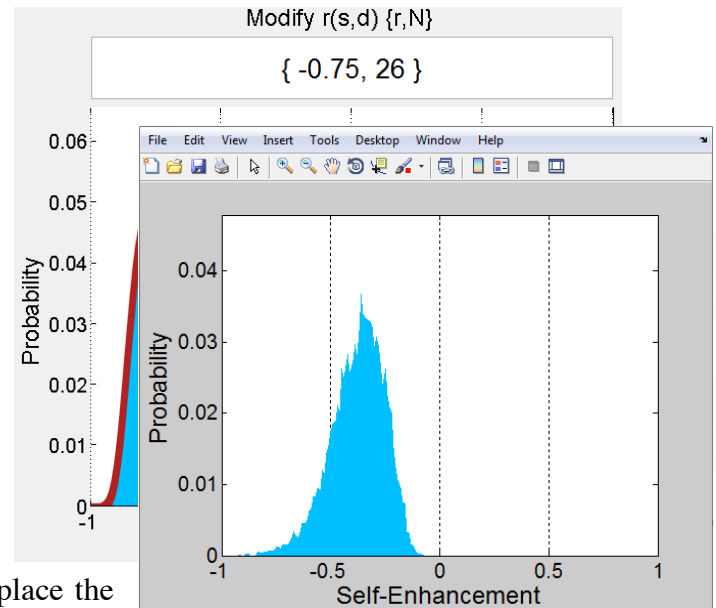 Modify r(s,d) {r,N}
{ -0.75, 26 }
0.06
0.05
0.04
0.03
0.02
0.01
0
-1
Probability
File Edit View Insert Tools Desktop Window Help
0.04
0.03
0.02
0.01
0
-1 -0.5 0 0.5 1
Probability
Self-Enhancement
place the